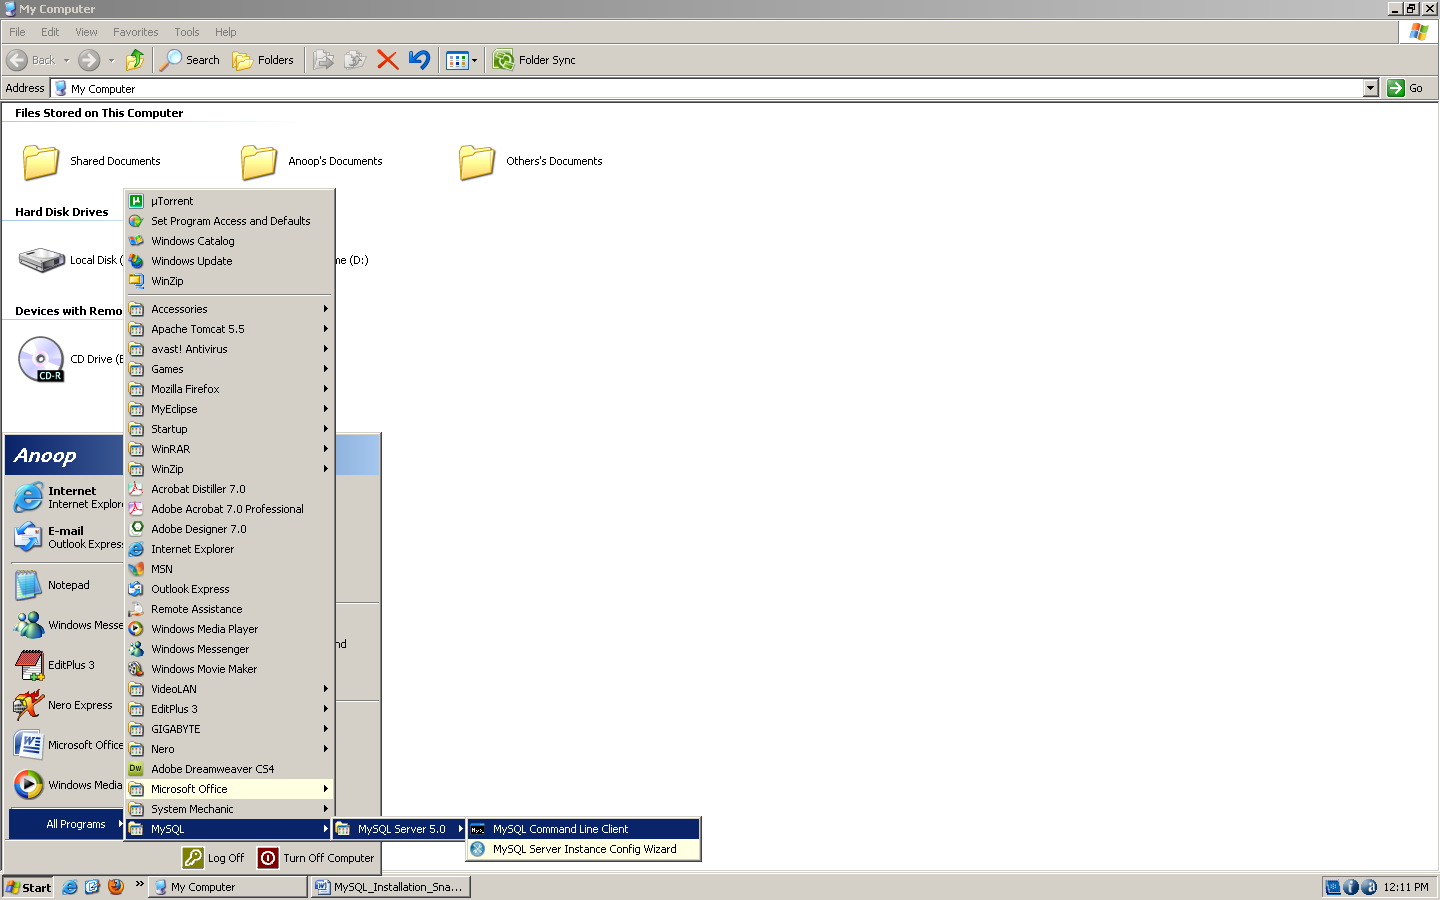 My Computer
File Edit View Favorites Tools Help
Back Search Folders Folder Sync
Address My Computer Go
Files Stored on This Computer
Shared Documents Anoop's Documents Others's Documents
Hard Disk Drives
Local Disk ( me (D:)
Devices with Remo
CD Drive (E
CD-R
µTorrent
Set Program Access and Defaults
Windows Catalog
Windows Update
WinZip
Accessories
Apache Tomcat 5.5
avast! Antivirus
Games
Mozilla Firefox
MyEclipse
Startup
WinRAR
WinZip
Acrobat Distiller 7.0
Adobe Acrobat 7.0 Professional
Adobe Designer 7.0
Internet Explorer
MSN
Outlook Express
Remote Assistance
Windows Media Player
Windows Messenger
Windows Movie Maker
VideoLAN
EditPlus 3
GIGABYTE
Nero
Dw Adobe Dreamweaver CS4
Microsoft Office
System Mechanic
MySQL
MySQL Server 5.0
MySQL Command Line Client
MySQL Server Instance Config Wizard
Anoop
Internet
Internet Explor
E-mail
Outlook Express
Notepad
Windows Messe
EditPlus 3
Nero Express
Microsoft Office
Windows Media
nd
All Programs
Log Off Turn Off Computer
Start My Computer MySQL_Installation_Sna... 12:11 PM